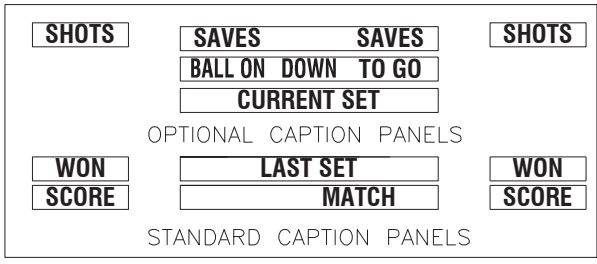 SHOTS SAVES SAVES SHOTS
BALL ON DOWN TO GO
CURRENT SET
OPTIONAL CAPTION PANELS
WON LAST SET WON
SCORE MATCH SCORE
STANDARD CAPTION PANELS